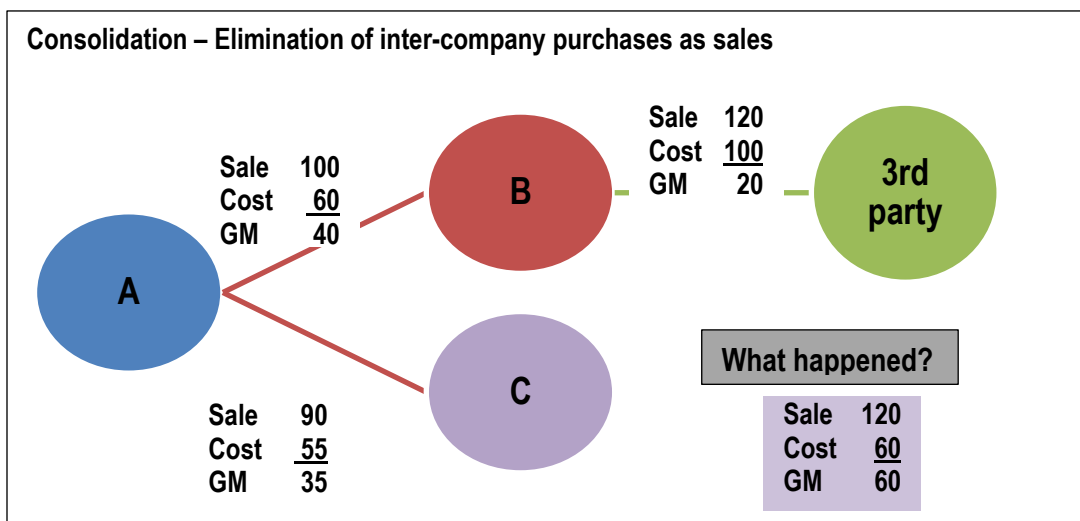 Consolidation – Elimination of inter-company purchases as sales
Sale 100
Cost 60
GM 40
Sale 120
Cost 100
GM 20
A
B
3rd
party
C
Sale 90
Cost 55
GM 35
What happened?
Sale 120
Cost 60
GM 60